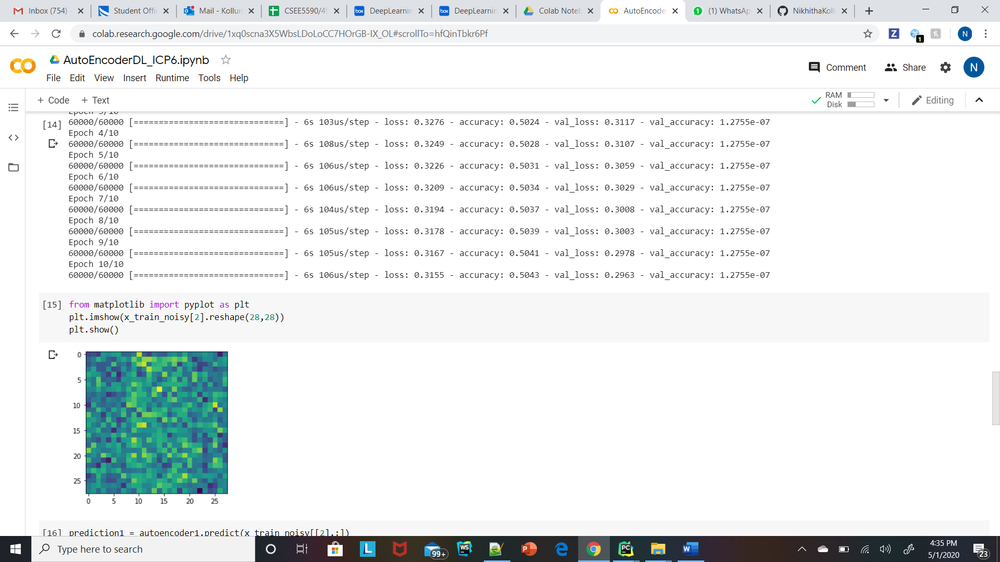 Inbox (754) -
Student Offic
Mail - Kolluri
CSEE5590/49
DeepLearnin
DeepLearnin
Colab Noteb
AutoEncode
(1) WhatsAp
NikhithaKoll
colab.research.google.com/drive/1xq0scna3X5WbsLDoLoCC7HOrGB-IX_OL#scrollTo=hfQinTbkr6Pf
AutoEncoderDL_ICP6.ipynb
Comment
Share
N
File Edit View Insert Runtime Tools Help
+ Code + Text
RAM
Disk
Editing
Epoch 3/10
[14] 60000/60000 [==============================] - 6s 103us/step - loss: 0.3276 - accuracy: 0.5024 - val_loss: 0.3117 - val_accuracy: 1.2755e-07
Epoch 4/10
60000/60000 [==============================] - 6s 108us/step - loss: 0.3249 - accuracy: 0.5028 - val_loss: 0.3107 - val_accuracy: 1.2755e-07
Epoch 5/10
60000/60000 [==============================] - 6s 106us/step - loss: 0.3226 - accuracy: 0.5031 - val_loss: 0.3059 - val_accuracy: 1.2755e-07
Epoch 6/10
60000/60000 [==============================] - 6s 106us/step - loss: 0.3209 - accuracy: 0.5034 - val_loss: 0.3029 - val_accuracy: 1.2755e-07
Epoch 7/10
60000/60000 [==============================] - 6s 104us/step - loss: 0.3194 - accuracy: 0.5037 - val_loss: 0.3008 - val_accuracy: 1.2755e-07
Epoch 8/10
60000/60000 [==============================] - 6s 105us/step - loss: 0.3178 - accuracy: 0.5039 - val_loss: 0.3003 - val_accuracy: 1.2755e-07
Epoch 9/10
60000/60000 [==============================] - 6s 105us/step - loss: 0.3167 - accuracy: 0.5041 - val_loss: 0.2978 - val_accuracy: 1.2755e-07
Epoch 10/10
60000/60000 [==============================] - 6s 106us/step - loss: 0.3155 - accuracy: 0.5043 - val_loss: 0.2963 - val_accuracy: 1.2755e-07
[15] from matplotlib import pyplot as plt
plt.imshow(x_train_noisy[2].reshape(28,28))
plt.show()
0
5
10
15
20
25
0 5 10 15 20 25
[16] prediction1 = autoencoder1.predict(x_train_noisy[[2],:])
Type here to search
99+
4:35 PM
5/1/2020
23